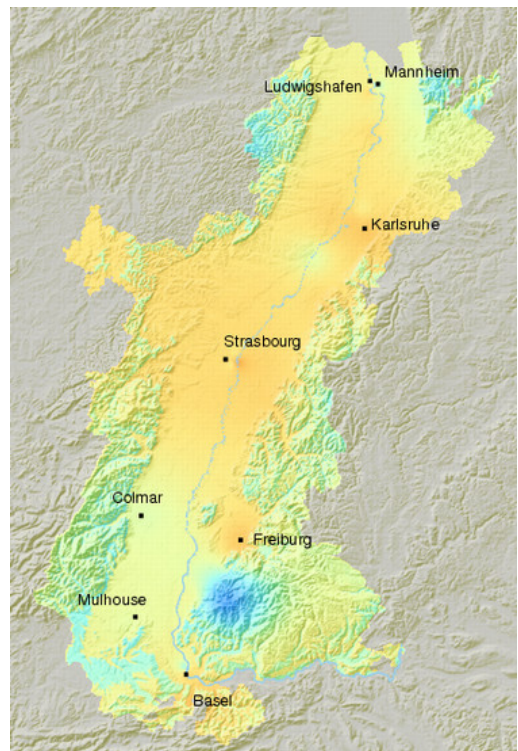 Mannheim
Ludwigshafen
Karlsruhe
Strasbourg
Colmar
Freiburg
Mulhouse
Basel